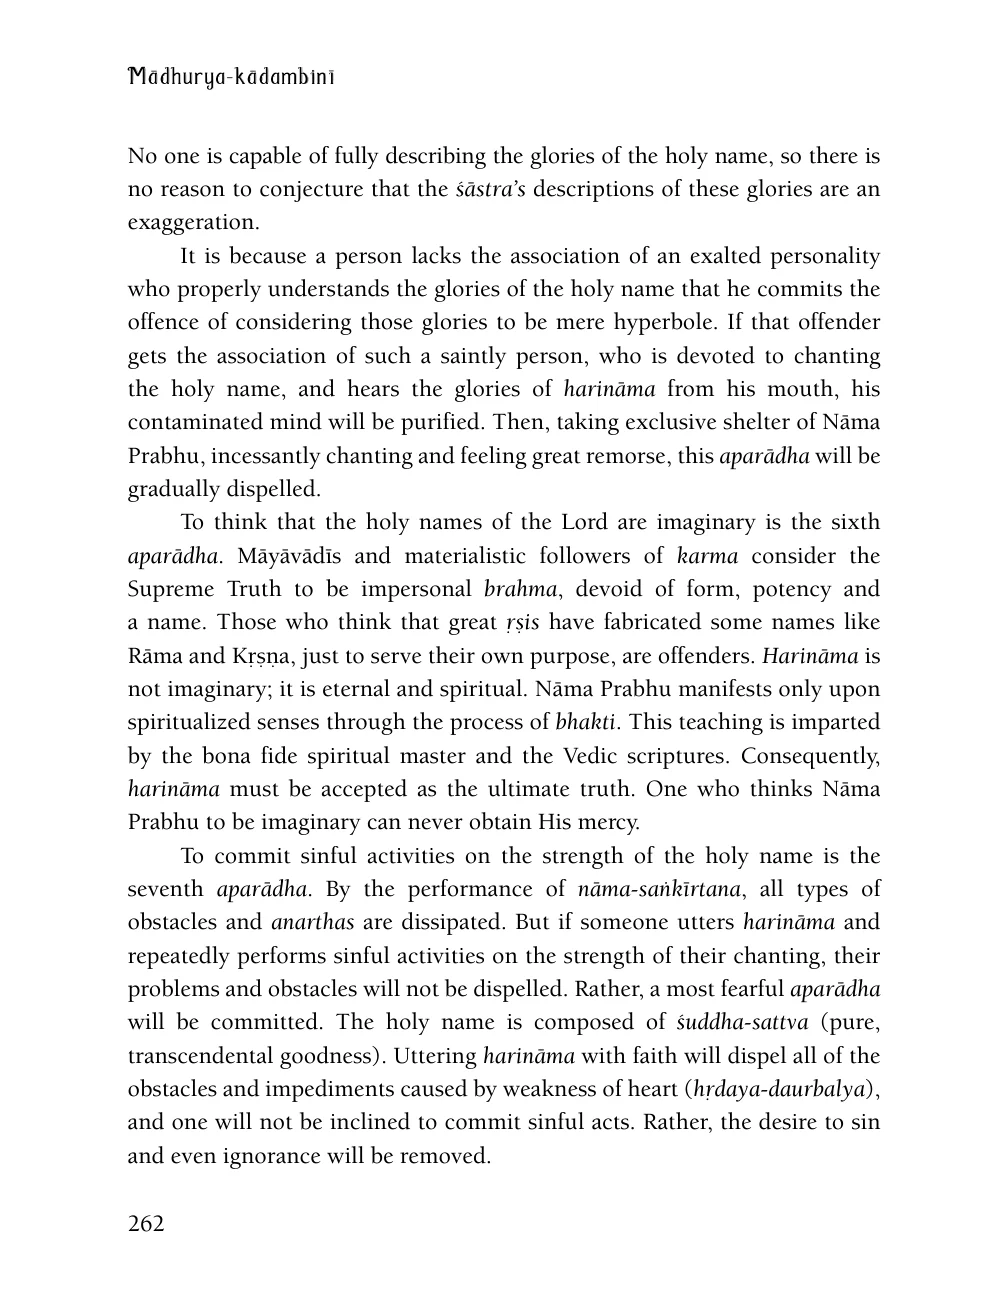 Mādhurya-kādambinī
No one is capable of fully describing the glories of the holy name, so there is
no reason to conjecture that the śāstra’s descriptions of these glories are an
exaggeration.
It is because a person lacks the association of an exalted personality
who properly understands the glories of the holy name that he commits the
offence of considering those glories to be mere hyperbole. If that offender
gets the association of such a saintly person, who is devoted to chanting
the holy name, and hears the glories of harināma from his mouth, his
contaminated mind will be purified. Then, taking exclusive shelter of Nāma
Prabhu, incessantly chanting and feeling great remorse, this aparādha will be
gradually dispelled.
To think that the holy names of the Lord are imaginary is the sixth
aparādha. Māyāvādīs and materialistic followers of karma consider the
Supreme Truth to be impersonal brahma, devoid of form, potency and
a name. Those who think that great ṛṣis have fabricated some names like
Rāma and Kṛṣṇa, just to serve their own purpose, are offenders. Harināma is
not imaginary; it is eternal and spiritual. Nāma Prabhu manifests only upon
spiritualized senses through the process of bhakti. This teaching is imparted
by the bona fide spiritual master and the Vedic scriptures. Consequently,
harināma must be accepted as the ultimate truth. One who thinks Nāma
Prabhu to be imaginary can never obtain His mercy.
To commit sinful activities on the strength of the holy name is the
seventh aparādha. By the performance of nāma-saṅkīrtana, all types of
obstacles and anarthas are dissipated. But if someone utters harināma and
repeatedly performs sinful activities on the strength of their chanting, their
problems and obstacles will not be dispelled. Rather, a most fearful aparādha
will be committed. The holy name is composed of śuddha-sattva (pure,
transcendental goodness). Uttering harināma with faith will dispel all of the
obstacles and impediments caused by weakness of heart (hṛdaya-daurbalya),
and one will not be inclined to commit sinful acts. Rather, the desire to sin
and even ignorance will be removed.
262